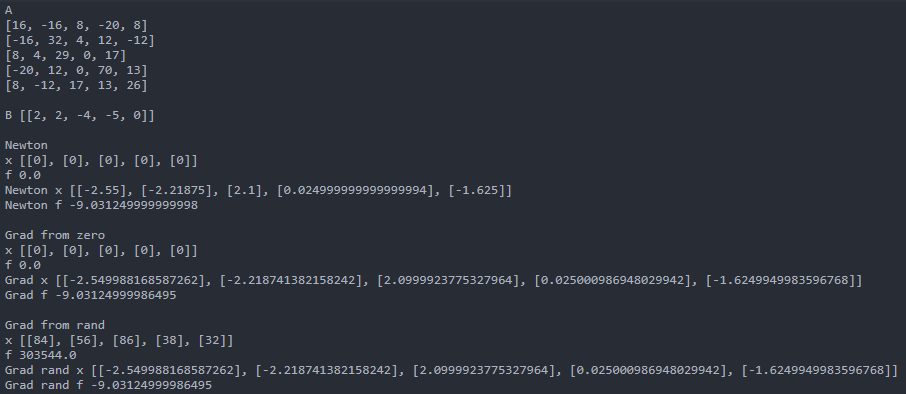 A
[16, -16, 8, -20, 8]
[-16, 32, 4, 12, -12]
[8, 4, 29, 0, 17]
[-20, 12, 0, 70, 13]
[8, -12, 17, 13, 26]
B [[2, 2, -4, -5, 0]]
Newton
x [[0], [0], [0], [0], [0]]
f 0.0
Newton x [[-2.55], [-2.21875], [2.1], [0.024999999999999994], [-1.625]]
Newton f -9.031249999999998
Grad from zero
x [[0], [0], [0], [0], [0]]
f 0.0
Grad x [[-2.549988168587262], [-2.218741382158242], [2.0999923775327964], [0.025000986948029942], [-1.6249949983596768]]
Grad f -9.03124999986495
Grad from rand
x [[84], [56], [86], [38], [32]]
f 303544.0
Grad rand x [[-2.549988168587262], [-2.218741382158242], [2.0999923775327964], [0.025000986948029942], [-1.6249949983596768]]
Grad rand f -9.03124999986495